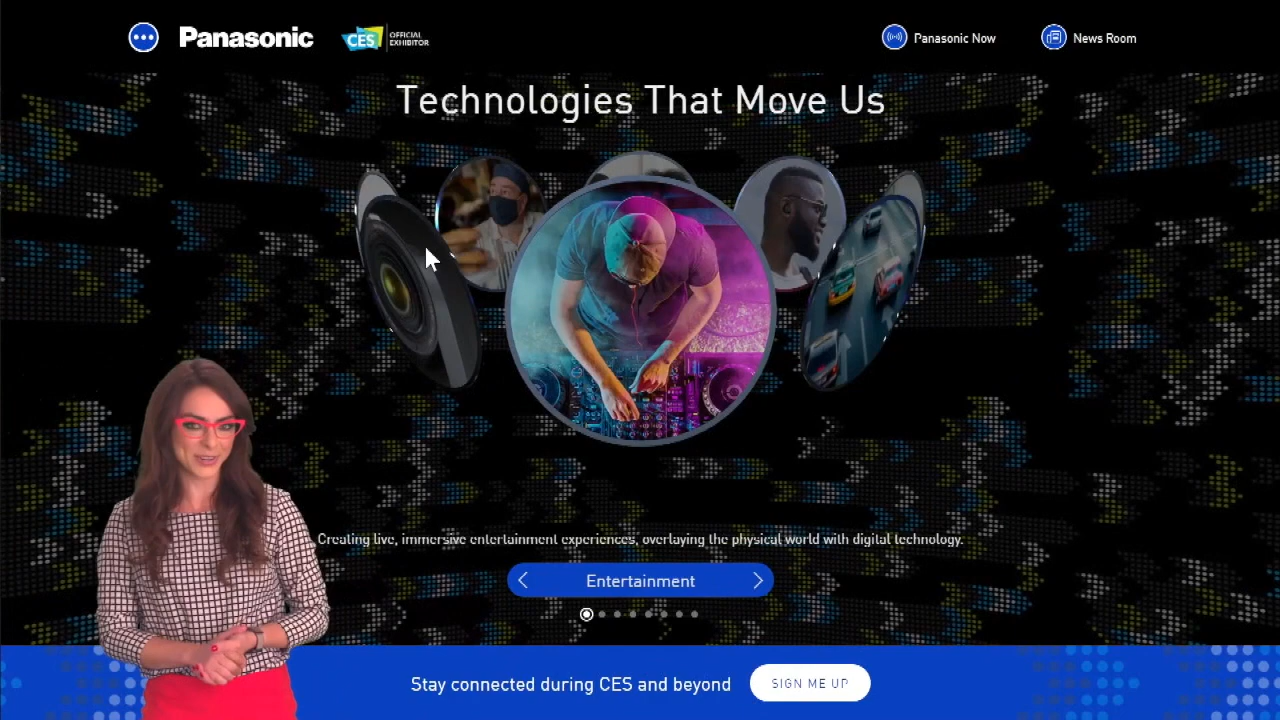 Panasonic
CES
OFFICIAL
EXHIBITOR
Panasonic Now
News Room
Technologies That Move Us
Creating live, immersive entertainment experiences, overlaying the physical world with digital technology.
Entertainment
Stay connected during CES and beyond
SIGN ME UP